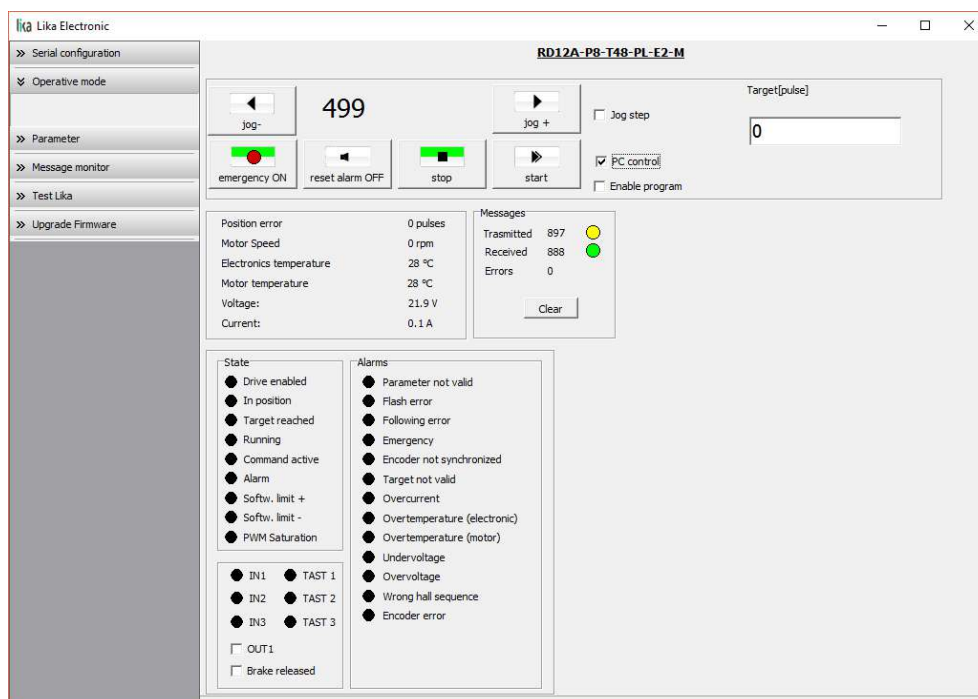 lika Lika Electronic
Serial configuration
Operative mode
Parameter
Message monitor
Test Lika
Upgrade Firmware
RD12A-P8-T48-PL-E2-M
jog-
499
jog +
Jog step
Target[pulse]
0
emergency ON
reset alarm OFF
stop
start
PC control
Enable program
Position error 0 pulses
Motor Speed 0 rpm
Electronics temperature 28 ºC
Motor temperature 28 ºC
Voltage: 21.9 V
Current: 0.1 A
Messages
Trasmitted 897
Received 888
Errors 0
Clear
State
Drive enabled
In position
Target reached
Running
Command active
Alarm
Softw. limit +
Softw. limit -
PWM Saturation
IN1 TAST 1
IN2 TAST 2
IN3 TAST 3
OUT1
Brake released
Alarms
Parameter not valid
Flash error
Following error
Emergency
Encoder not synchronized
Target not valid
Overcurrent
Overtemperature (electronic)
Overtemperature (motor)
Undervoltage
Overvoltage
Wrong hall sequence
Encoder error